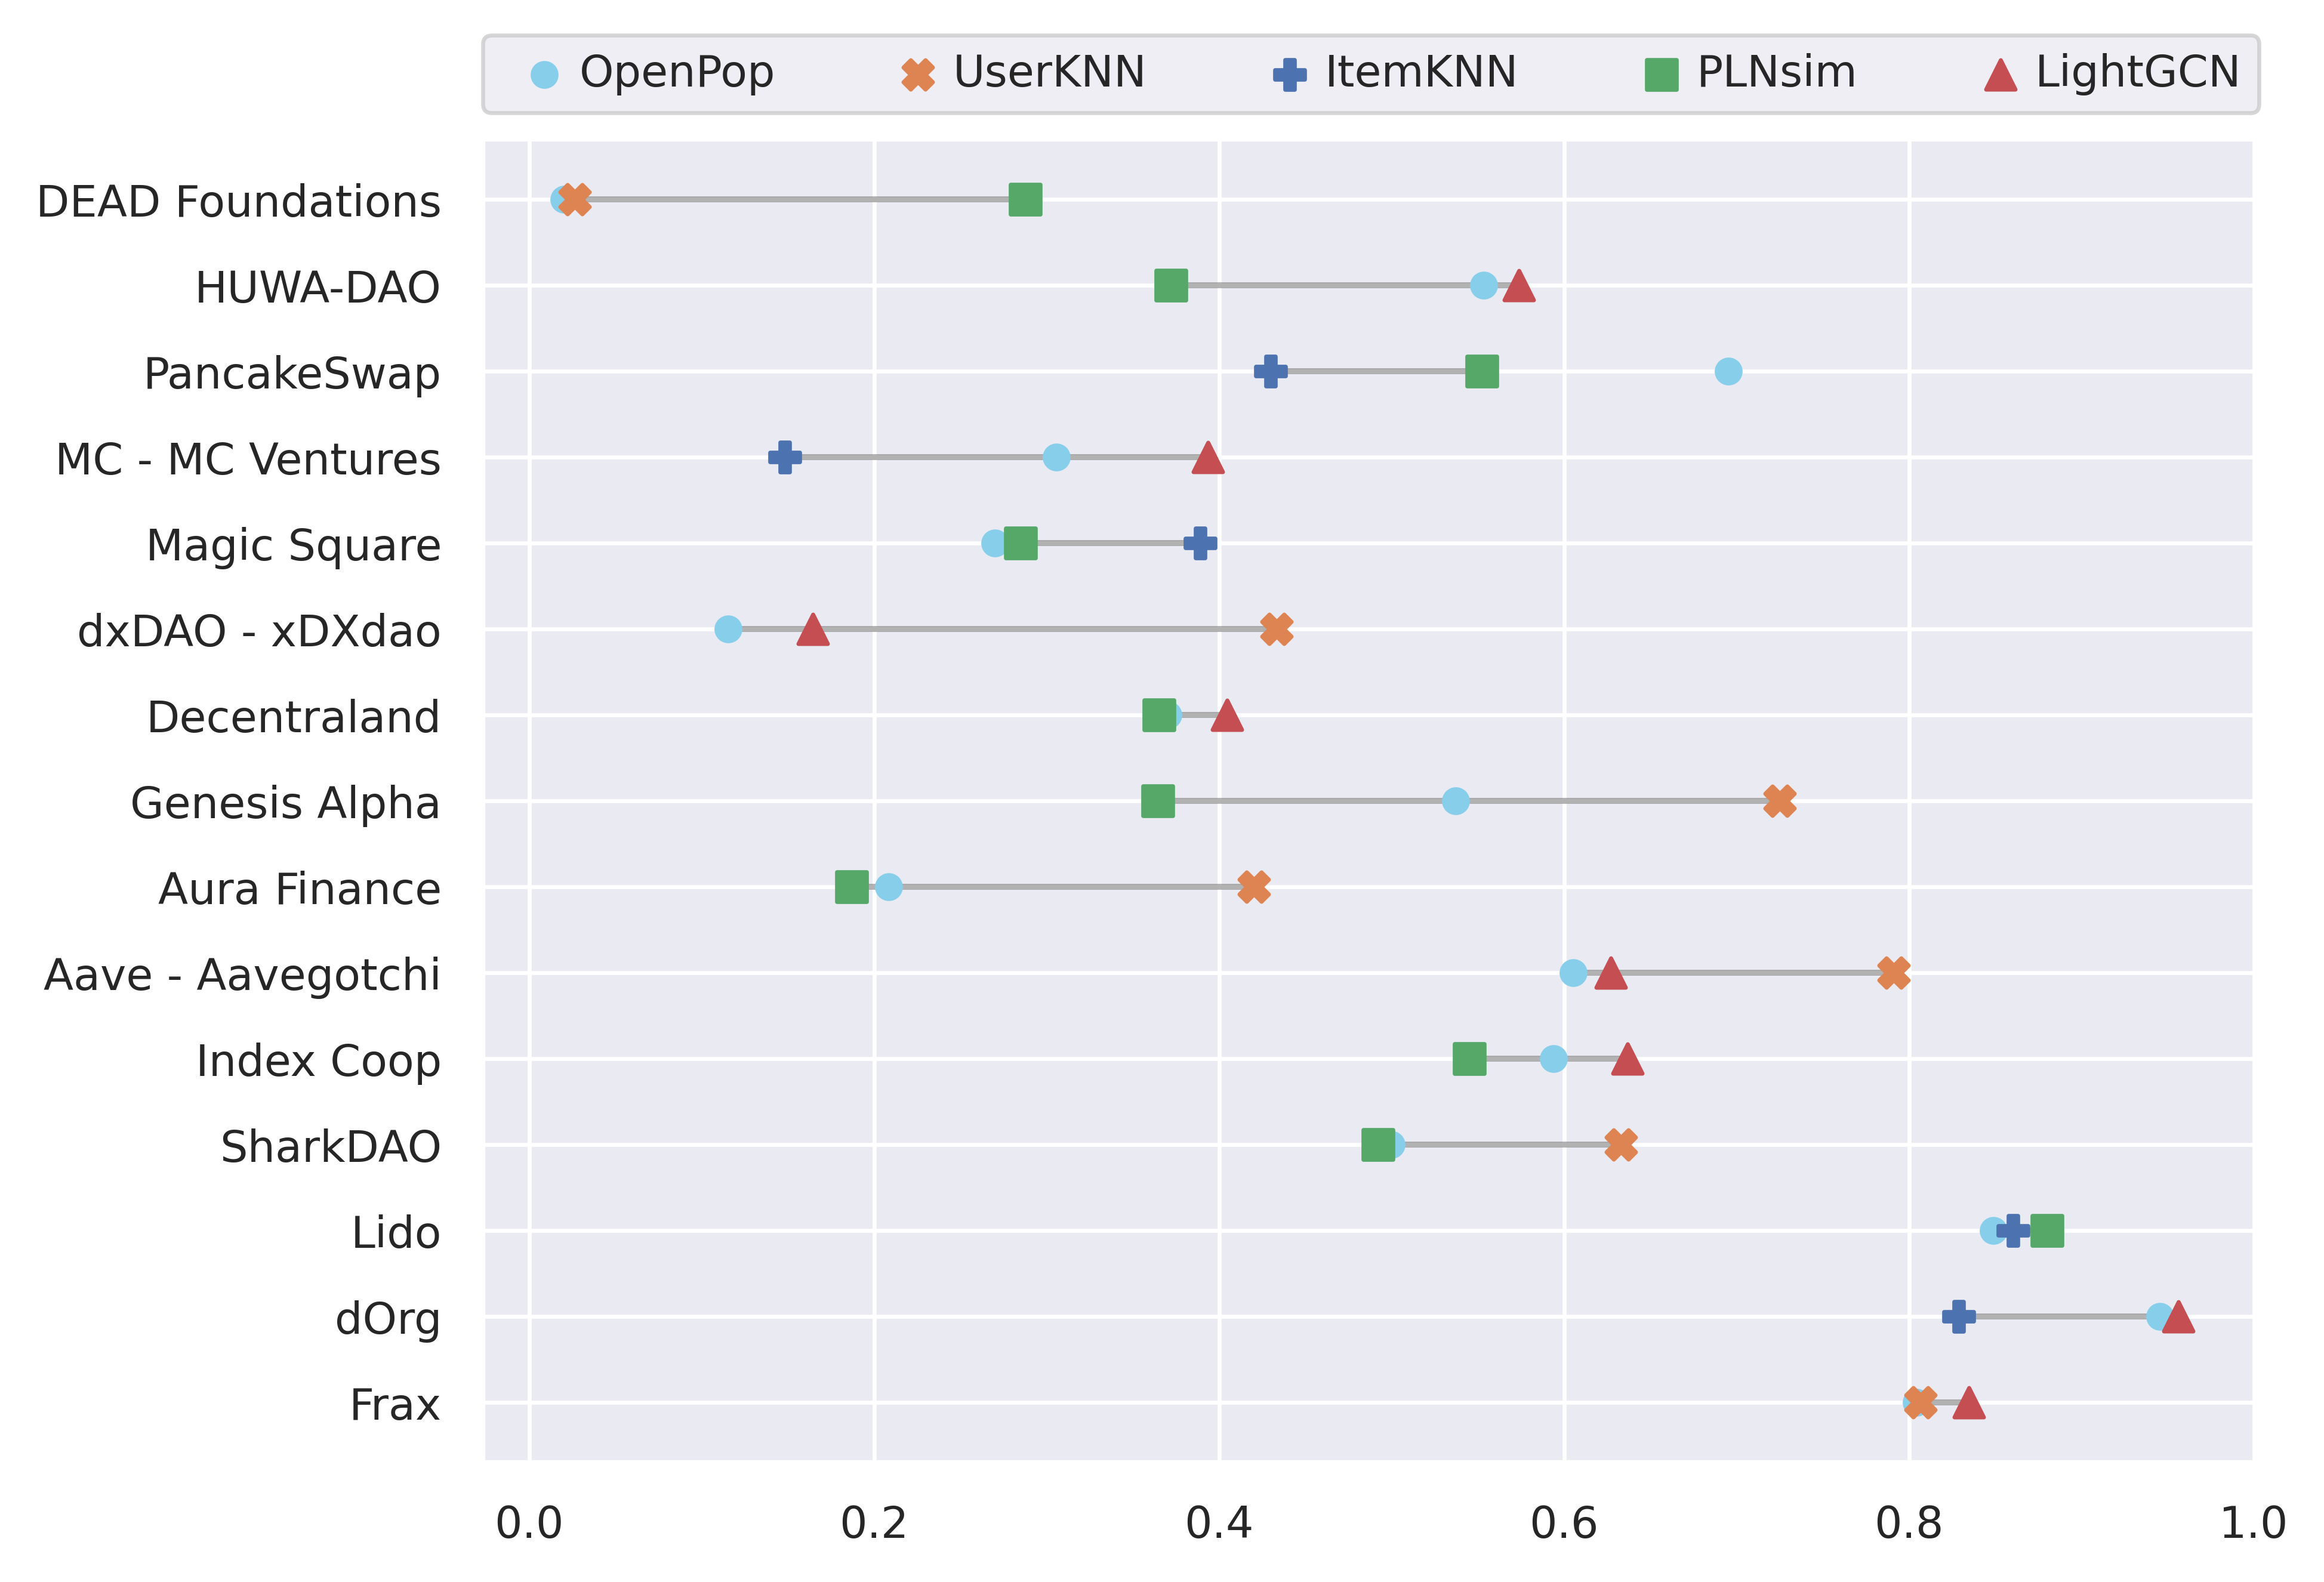 OpenPop UserKNN ItemKNN PLNsim LightGCN
DEAD Foundations
HUWA-DAO
PancakeSwap
MC - MC Ventures
Magic Square
dxDAO - xDXdao
Decentraland
Genesis Alpha
Aura Finance
Aave - Aavegotchi
Index Coop
SharkDAO
Lido
dOrg
Frax
0.0 0.2 0.4 0.6 0.8 1.0